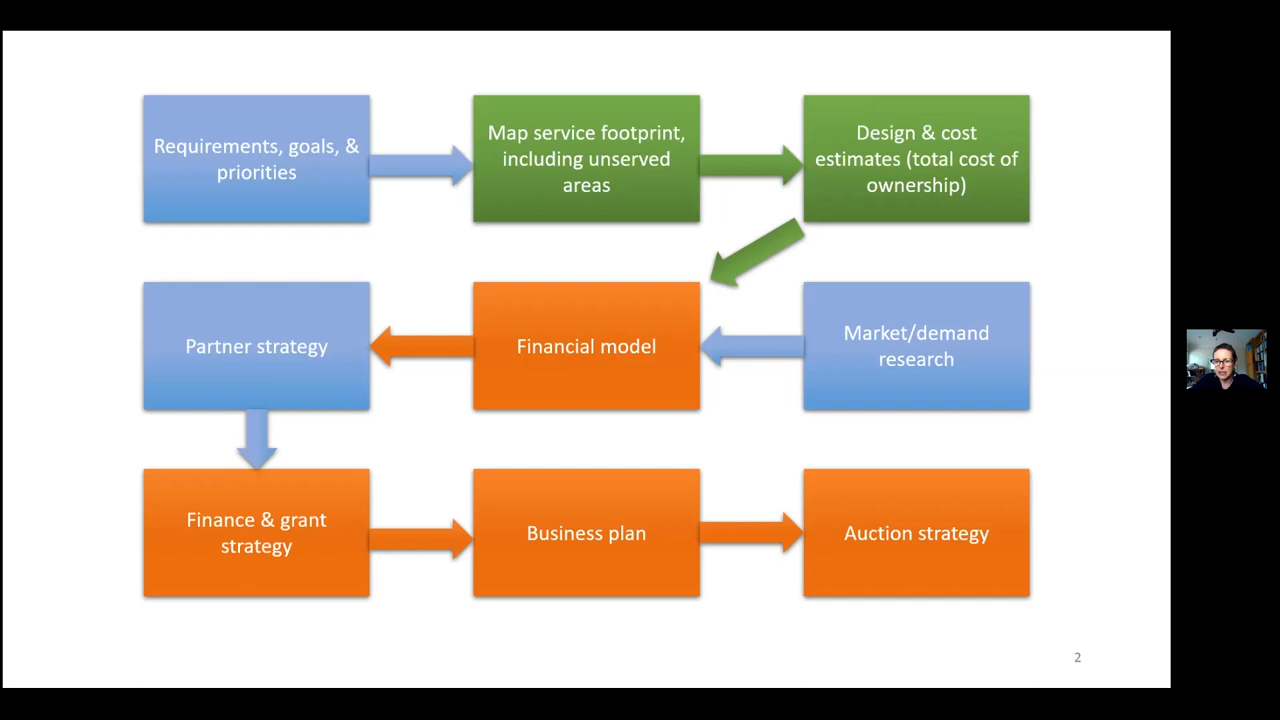 Requirements, goals, &
priorities
Map service footprint,
including unserved
areas
Design & cost
estimates (total cost of
ownership)
Partner strategy
Financial model
Market/demand
research
Finance & grant
strategy
Business plan
Auction strategy
2